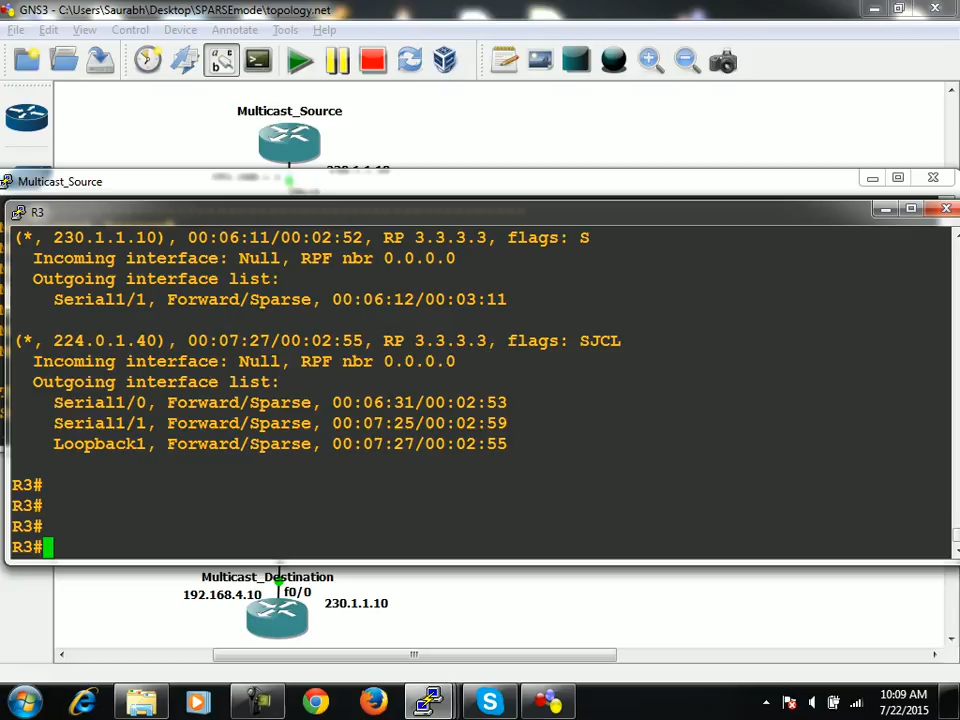 GNS3 - C:\Users\Saurabh\Desktop\SPARSEmode\topology.net
File Edit View Control Device Annotate Tools Help
Multicast_Source
Multicast_Source
R3
(*, 230.1.1.10), 00:06:11/00:02:52, RP 3.3.3.3, flags: S
Incoming interface: Null, RPF nbr 0.0.0.0
Outgoing interface list:
Serial1/1, Forward/Sparse, 00:06:12/00:03:11
(*, 224.0.1.40), 00:07:27/00:02:55, RP 3.3.3.3, flags: SJCL
Incoming interface: Null, RPF nbr 0.0.0.0
Outgoing interface list:
Serial1/0, Forward/Sparse, 00:06:31/00:02:53
Serial1/1, Forward/Sparse, 00:07:25/00:02:59
Loopback1, Forward/Sparse, 00:07:27/00:02:55
R3#
R3#
R3#
R3#
Multicast_Destination
192.168.4.10 f0/0
230.1.1.10
10:09 AM
7/22/2015